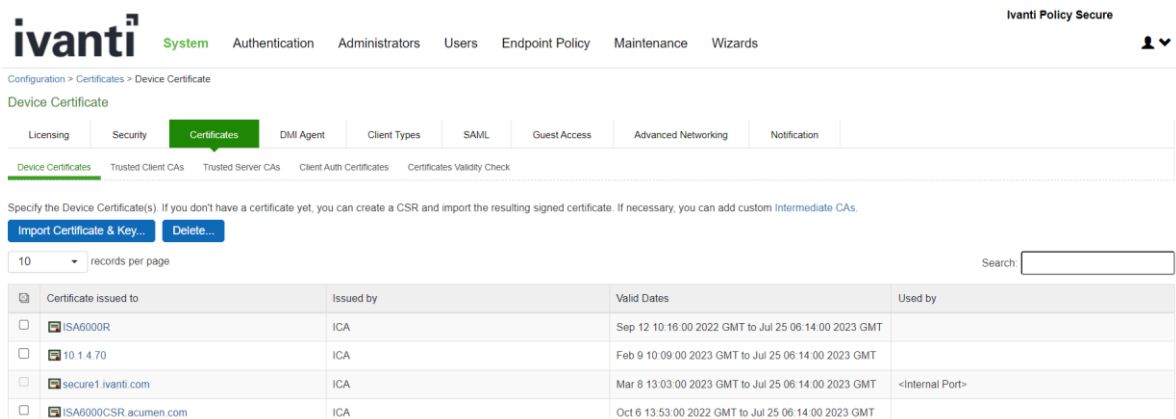 Ivanti Policy Secure
ivanti System Authentication Administrators Users Endpoint Policy Maintenance Wizards
Configuration > Certificates > Device Certificate
Device Certificate
Licensing Security Certificates DMI Agent Client Types SAML Guest Access Advanced Networking Notification
Device Certificates Trusted Client CAs Trusted Server CAs Client Auth Certificates Certificates Validity Check
Specify the Device Certificate(s). If you don't have a certificate yet, you can create a CSR and import the resulting signed certificate. If necessary, you can add custom Intermediate CAs.
Import Certificate & Key... Delete...
10 records per page Search:
Certificate issued to Issued by Valid Dates Used by
ISA6000R ICA Sep 12 10:16:00 2022 GMT to Jul 25 06:14:00 2023 GMT
10.1.4.70 ICA Feb 9 10:09:00 2023 GMT to Jul 25 06:14:00 2023 GMT
secure1.ivanti.com ICA Mar 8 13:03:00 2023 GMT to Jul 25 06:14:00 2023 GMT <Internal Port>
ISA6000CSR.acumen.com ICA Oct 6 13:53:00 2022 GMT to Jul 25 06:14:00 2023 GMT